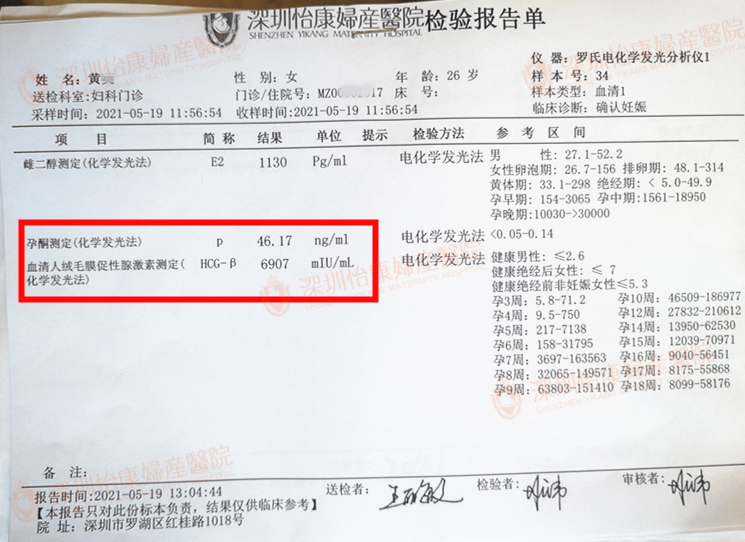 深圳怡康婦産醫院 检验报告单
SHENZHEN YIKANG MATERNITY HOSPITAL
仪 器：罗氏电化学发光分析仪1
姓 名：黄 性 别：女 年 龄：26 岁 样 本 号：34
送检科室：妇科门诊 门诊/住院号：MZ0 17 床 号： 样本类型：血清1
采样时间：2021-05-19 11:56:54 收样时间：2021-05-19 11:56:54 临床诊断：确认妊娠
项 目 简 称 结果 单位 提示 检验方法 参 考 区 间
雌二醇测定(化学发光法) E2 1130 Pg/ml 电化学发光法 男 性：27.1-52.2
女性卵泡期：26.7-156 排卵期：48.1-314
黄体期：33.1-298 绝经期：< 5.0-49.9
孕早期：154-3065 孕中期：1561-18950
孕晚期：10030->30000
孕酮测定(化学发光法) p 46.17 ng/ml 电化学发光法 <0.05-0.14
血清人绒毛膜促性腺激素测定( HCG-β 6907 mIU/mL 电化学发光法 健康男性：≤2.6
化学发光法) 健康绝经后女性：≤ 7
健康绝经前非妊娠女性≤5.3
孕3周：5.8-71.2 孕10周：46509-186977
孕4周：9.5-750 孕12周：27832-210612
孕5周：217-7138 孕14周：13950-62530
孕6周：158-31795 孕15周：12039-70971
孕7周：3697-163563 孕16周：9040-56451
孕8周：32065-149571 孕17周：8175-55868
孕9周：63803-151410 孕18周：8099-58176
深圳怡康婦産醫院
备 注：
报告时间：2021-05-19 13:04:44 送检者： 检验者： 审核者：
【本报告只对此份标本负责，结果仅供临床参考】
院 址：深圳市罗湖区红桂路1018号